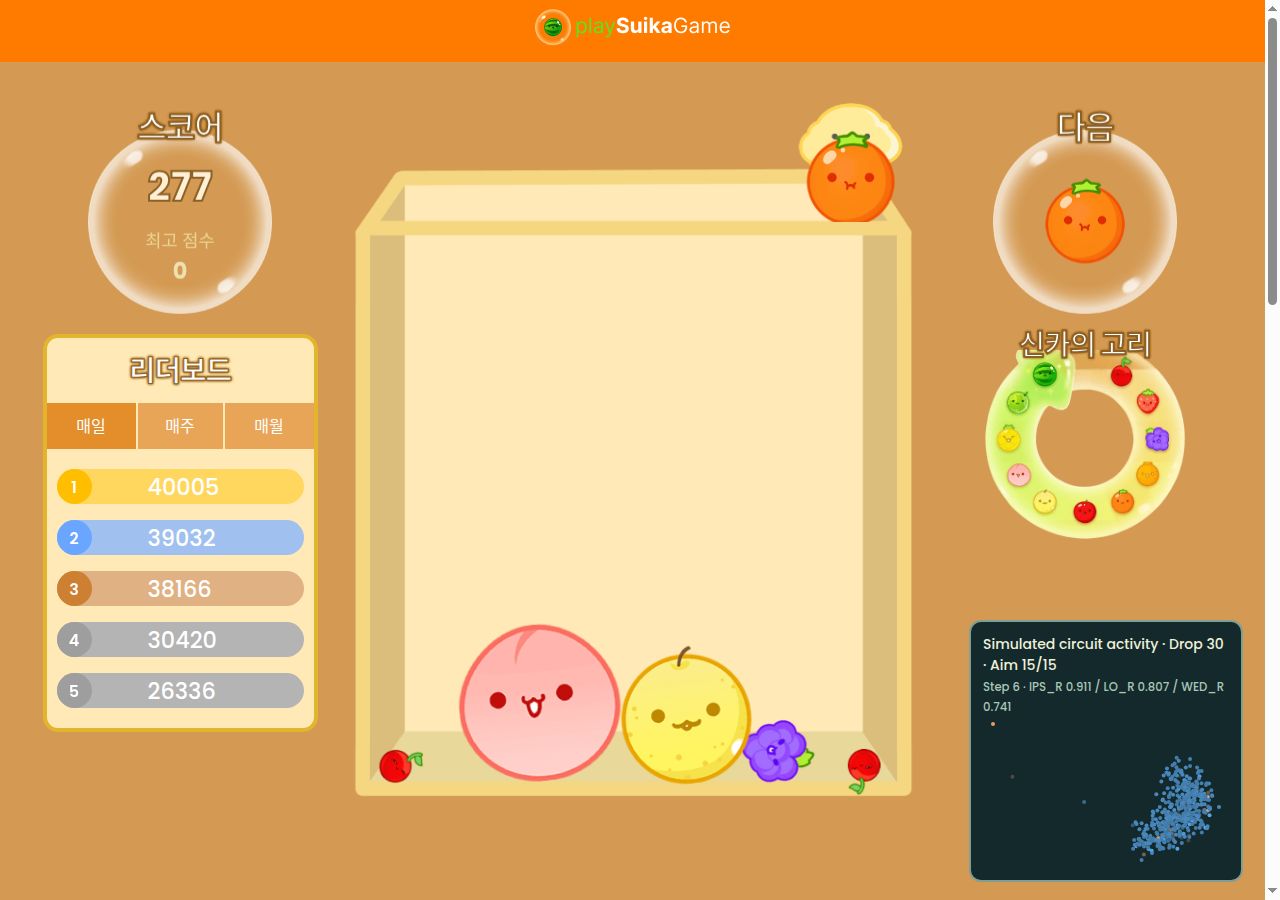 playSuikaGame
스코어
277
최고 점수
0
다음
신카의 고리
리더보드
매일 매주 매월
1 40005
2 39032
3 38166
4 30420
5 26336
Simulated circuit activity · Drop 30
· Aim 15/15
Step 6 · IPS_R 0.911 / LO_R 0.807 / WED_R
0.741